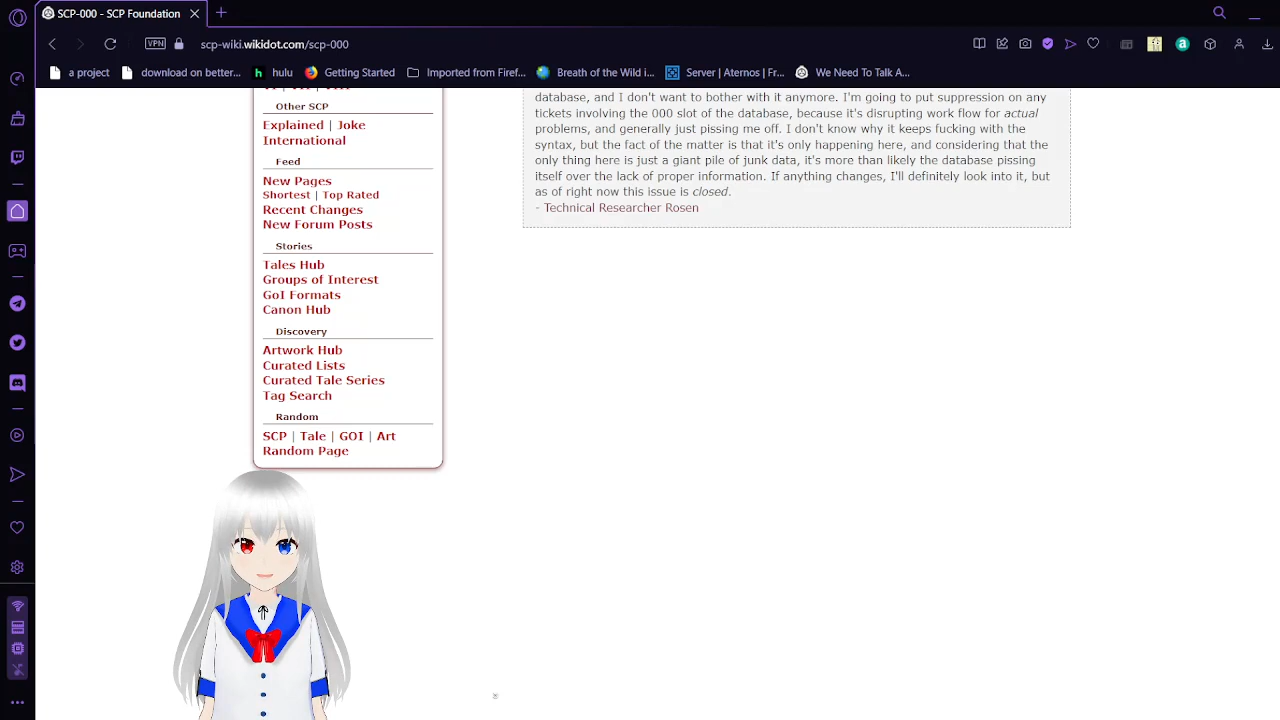 SCP-000 - SCP Foundation
VPN
scp-wiki.wikidot.com/scp-000
a project
download on better...
hulu
Getting Started
Imported from Firef...
Breath of the Wild i...
Server | Aternos | Fr...
We Need To Talk A...
Other SCP
Explained | Joke
International
Feed
New Pages
Shortest | Top Rated
Recent Changes
New Forum Posts
Stories
Tales Hub
Groups of Interest
GoI Formats
Canon Hub
Discovery
Artwork Hub
Curated Lists
Curated Tale Series
Tag Search
Random
SCP | Tale | GOI | Art
Random Page
database, and I don't want to bother with it anymore. I'm going to put suppression on any
tickets involving the 000 slot of the database, because it's disrupting work flow for actual
problems, and generally just pissing me off. I don't know why it keeps fucking with the
syntax, but the fact of the matter is that it's only happening here, and considering that the
only thing here is just a giant pile of junk data, it's more than likely the database pissing
itself over the lack of proper information. If anything changes, I'll definitely look into it, but
as of right now this issue is closed.
- Technical Researcher Rosen